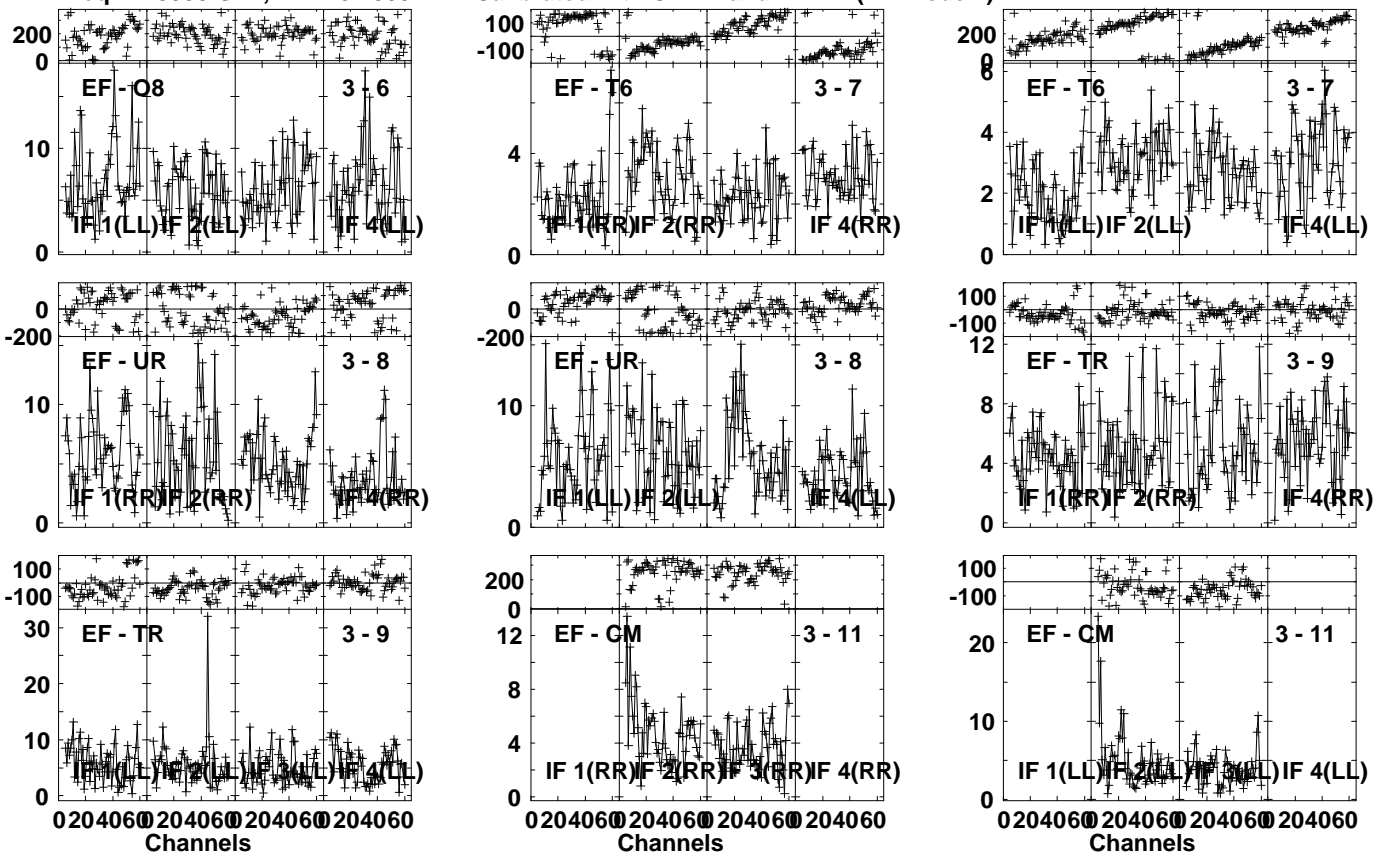 200
0
EF - O8
3 - 6
10
0
IF 1(LL) IF 2(LL) IF 4(LL)
100
-100
EF - T6
3 - 7
4
0
IF 1(RR) IF 2(RR) IF 4(RR)
200
0
6
EF - T6
3 - 7
4
2
0
IF 1(LL) IF 2(LL) IF 4(LL)
0
-200
EF - UR
3 - 8
10
0
IF 1(RR) IF 2(RR) IF 4(RR)
0
-200
EF - UR
3 - 8
10
0
IF 1(LL) IF 2(LL) IF 4(LL)
100
-100
12
EF - TR
3 - 9
8
4
0
IF 1(RR) IF 2(RR) IF 4(RR)
100
-100
30
EF - TR
3 - 9
20
10
0
IF 1(LL) IF 2(LL) IF 3(LL) IF 4(LL)
0 20 40 60 0 20 40 60 0 20 40 60 0 20 40 60
Channels
200
0
12
EF - CM
3 - 11
8
4
0
IF 1(RR) IF 2(RR) IF 3(RR) IF 4(RR)
0 20 40 60 0 20 40 60 0 20 40 60 0 20 40 60
Channels
100
-100
20
EF - CM
3 - 11
10
0
IF 1(LL) IF 2(LL) IF 3(LL) IF 4(LL)
0 20 40 60 0 20 40 60 0 20 40 60 0 20 40 60
Channels